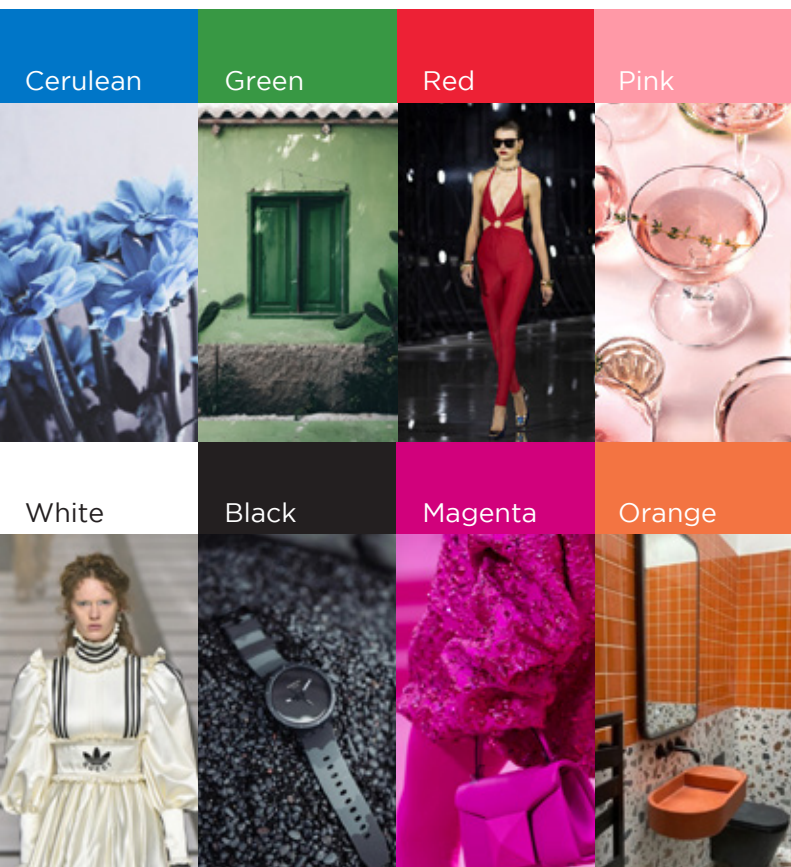 Cerulean
Green
Red
Pink
White
Black
Magenta
Orange